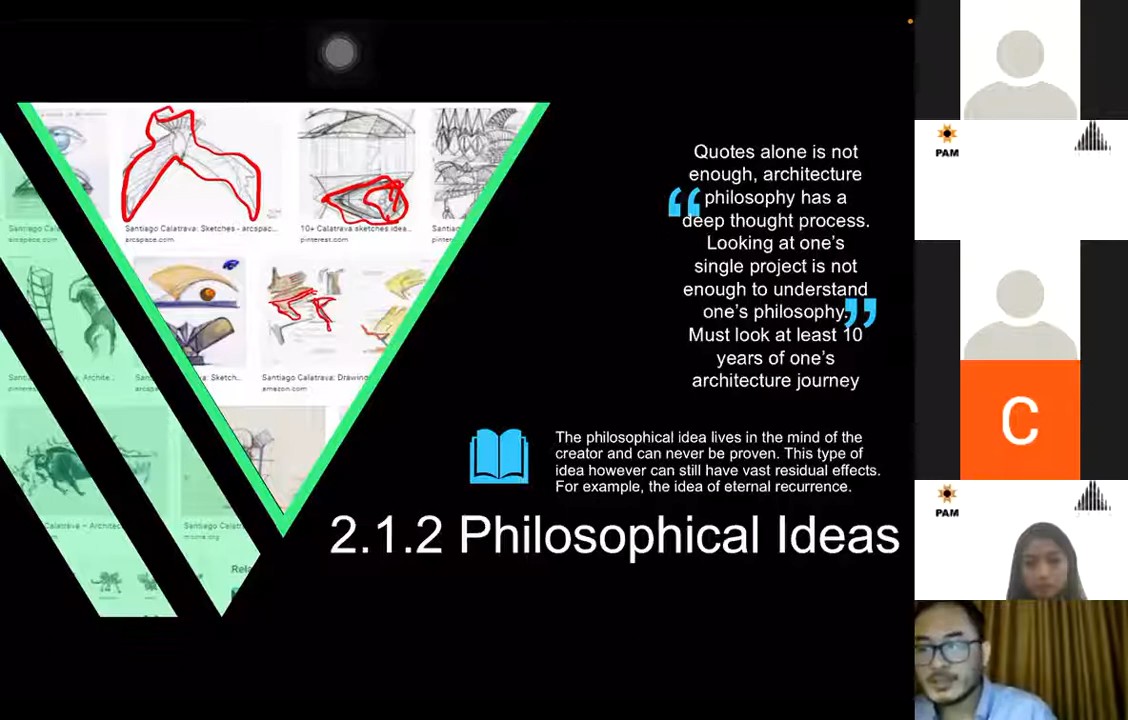 PAM
Quotes alone is not
enough, architecture
philosophy has a
deep thought process.
Looking at one's
single project is not
enough to understand
one's philosophy.
Must look at least 10
years of one's
architecture journey
Santiago Calatrava: Sketches - arcspac...
arcspace.com
10+ Calatrava sketches idea...
pinterest.com
arcspace.com
Santiago Calatrava: Drawing
amazon.com
The philosophical idea lives in the mind of the
creator and can never be proven. This type of
idea however can still have vast residual effects.
For example, the idea of eternal recurrence.
2.1.2 Philosophical Ideas
C
PAM